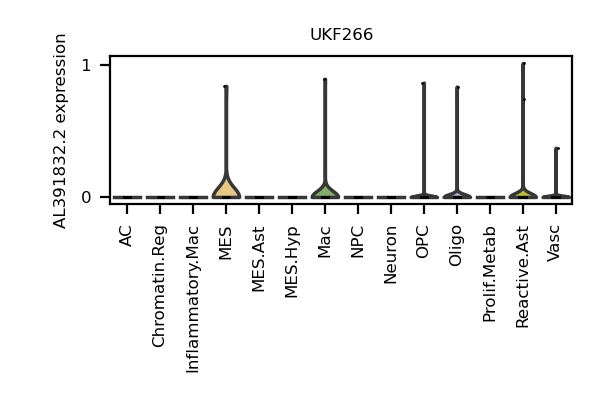 UKF266
AL391832.2 expression
1
0
AC
Chromatin.Reg
Inflammatory.Mac
MES
MES.Ast
MES.Hyp
Mac
NPC
Neuron
OPC
Oligo
Prolif.Metab
Reactive.Ast
Vasc